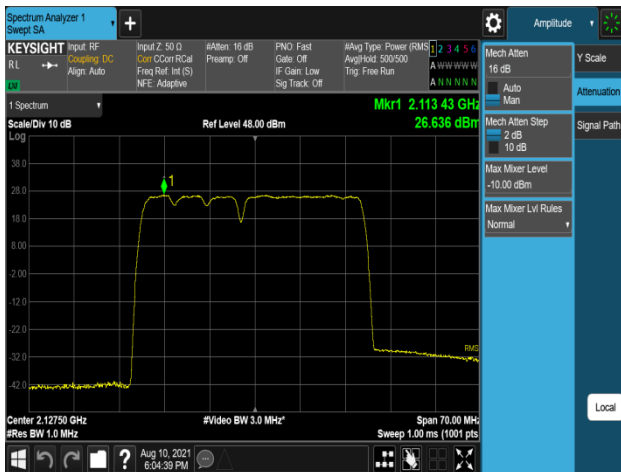 Spectrum Analyzer 1
Swept SA
+
Amplitude
KEYSIGHT
Input: RF
Input Z: 50 Ω
#Atten: 16 dB
PNO: Fast
#Avg Type: Power (RMS
1 2 3 4 5 6
RL
Coupling: DC
Corr CCorr RCal
Preamp: Off
Gate: Off
Avg|Hold: 500/500
A W W W W W
Align: Auto
Freq Ref: Int (S)
IF Gain: Low
Trig: Free Run
NFE: Adaptive
Sig Track: Off
A N N N N N
1 Spectrum
Mkr1 2.113 43 GHz
Scale/Div 10 dB
Ref Level 48.00 dBm
26.636 dBm
Log
38.0
28.0
18.0
8.00
-2.00
-12.0
-22.0
-32.0
-42.0
1
RMS
Center 2.12750 GHz
#Video BW 3.0 MHz*
Span 70.00 MHz
#Res BW 1.0 MHz
Sweep 1.00 ms (1001 pts
Mech Atten
16 dB
Auto
Man
Mech Atten Step
2 dB
10 dB
Max Mixer Level
-10.00 dBm
Max Mixer Lvl Rules
Normal
Y Scale
Attenuation
Signal Path
Local
?
Aug 10, 2021
6:04:39 PM